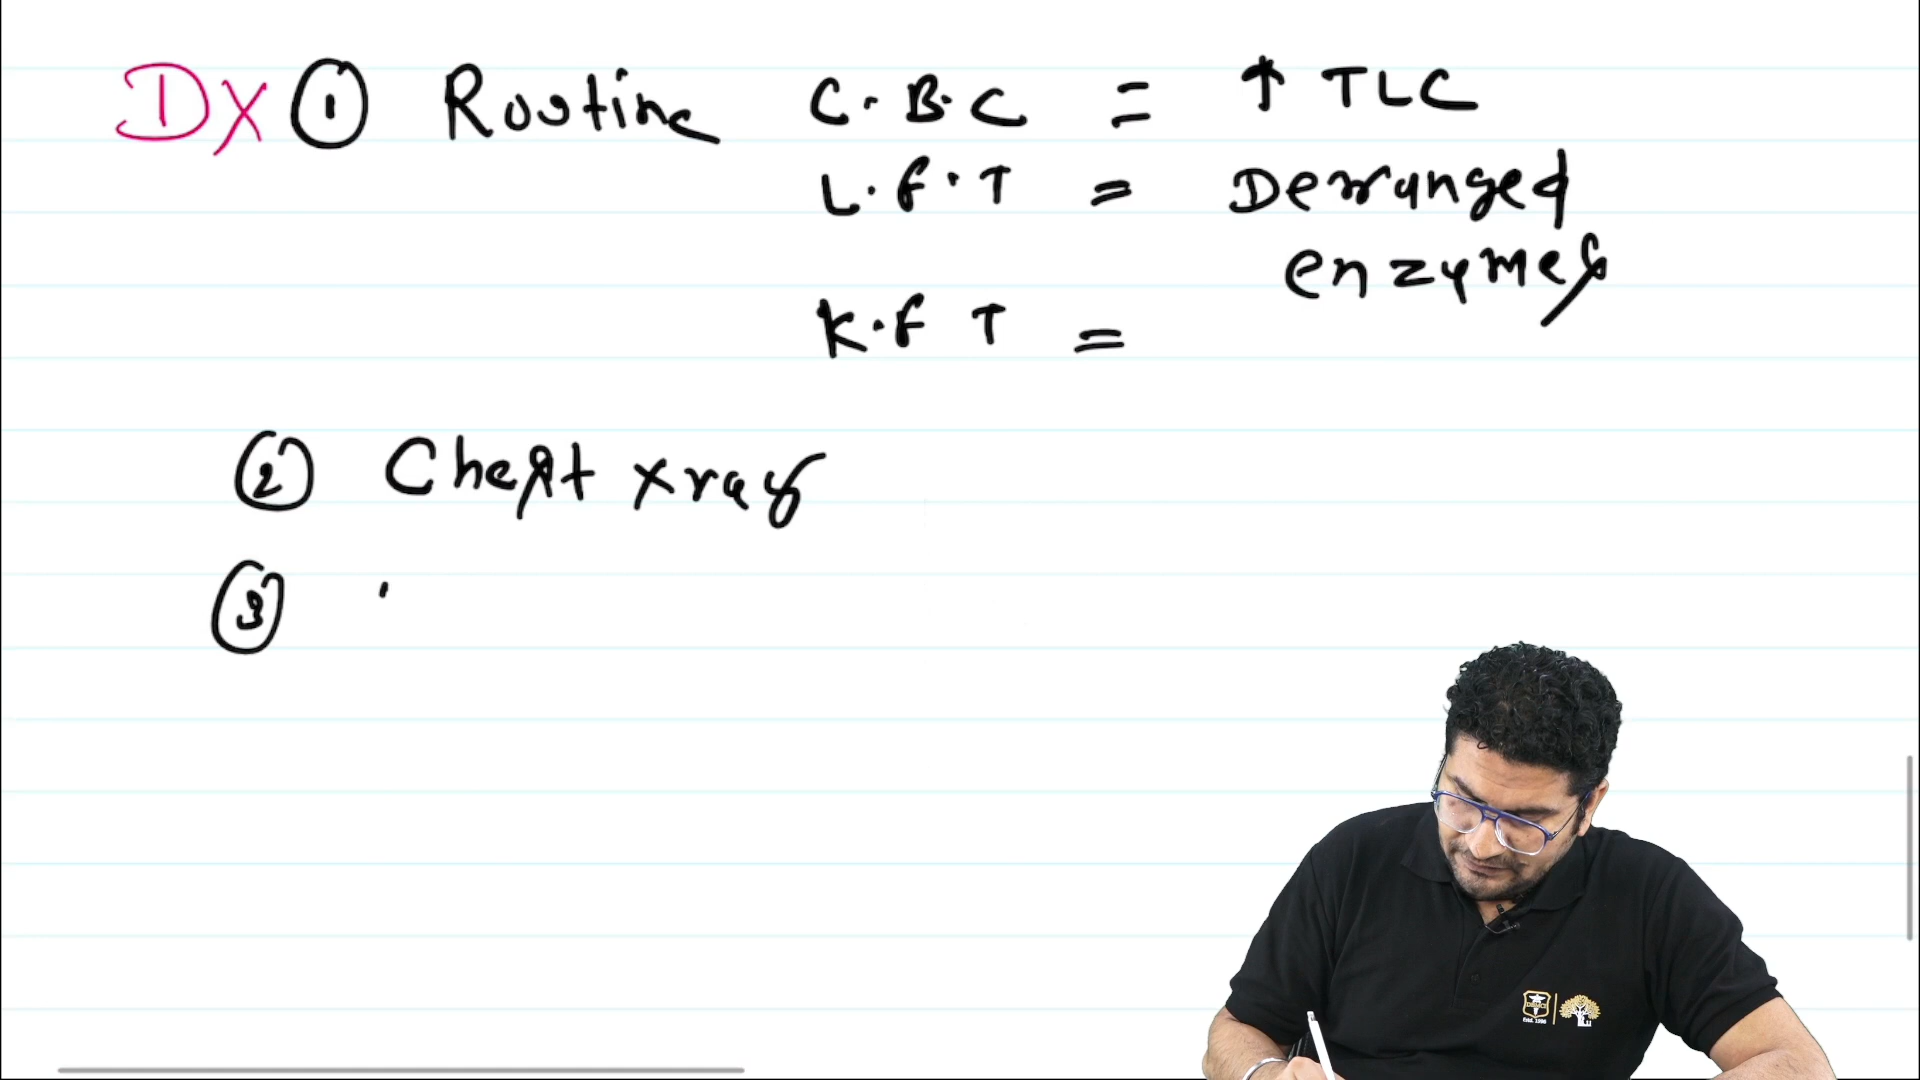 DX ① Routine C.B.C = ↑ TLC
L.F.T = Deranged
enzymes
K.F T =
② Chest xray
③